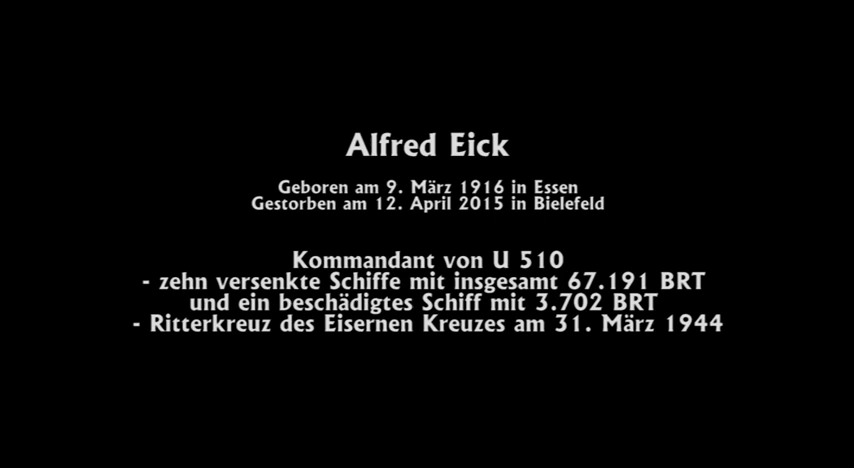 Alfred Eick
Geboren am 9. März 1916 in Essen
Gestorben am 12. April 2015 in Bielefeld
Kommandant von U 510
- zehn versenkte Schiffe mit insgesamt 67.191 BRT
und ein beschädigtes Schiff mit 3.702 BRT
- Ritterkreuz des Eisernen Kreuzes am 31. März 1944